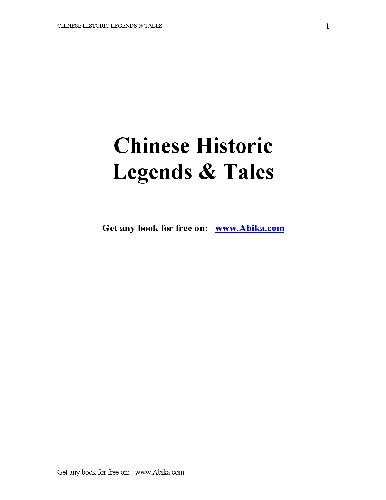 CHINESE HISTORIC LEGENDS & TALES 1
Chinese Historic
Legends & Tales
Get any book for free on: www.Abika.com
Get any book for free on: www.Abika.com